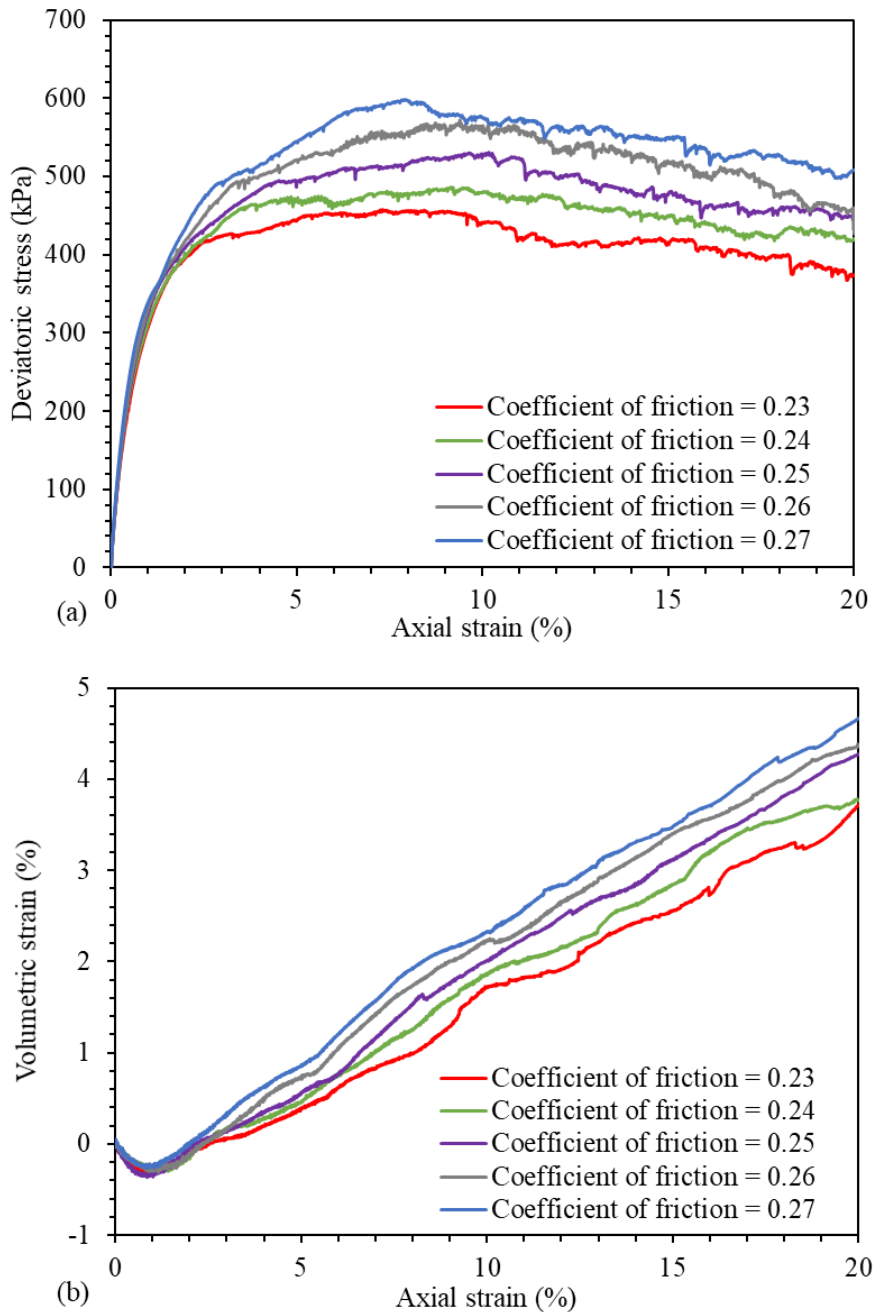 700
600
500
400
300
200
100
0
Deviatoric stress (kPa)
Coefficient of friction = 0.23
Coefficient of friction = 0.24
Coefficient of friction = 0.25
Coefficient of friction = 0.26
Coefficient of friction = 0.27
0 5 10 15 20
(a)
Axial strain (%)
5
4
3
2
1
0
-1
Volumetric strain (%)
Coefficient of friction = 0.23
Coefficient of friction = 0.24
Coefficient of friction = 0.25
Coefficient of friction = 0.26
Coefficient of friction = 0.27
0 5 10 15 20
(b)
Axial strain (%)